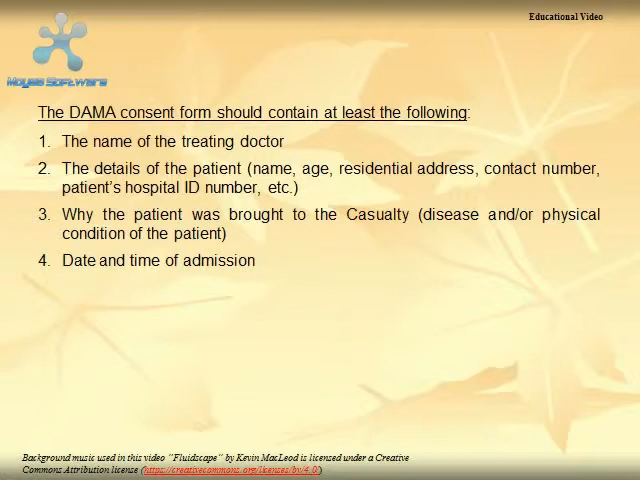 Educational Video
Moyea Software
The DAMA consent form should contain at least the following:
1. The name of the treating doctor
2. The details of the patient (name, age, residential address, contact number,
patient's hospital ID number, etc.)
3. Why the patient was brought to the Casualty (disease and/or physical
condition of the patient)
4. Date and time of admission
Background music used in this video "Fluidscape" by Kevin MacLeod is licensed under a Creative
Commons Attribution license (https://creativecommons.org/licenses/by/4.0/)